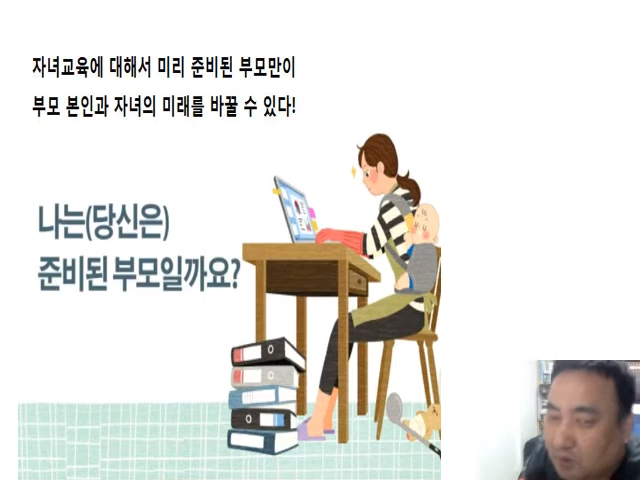 자녀교육에 대해서 미리 준비된 부모만이
부모 본인과 자녀의 미래를 바꿀 수 있다!
나는(당신은)
준비된 부모일까요?